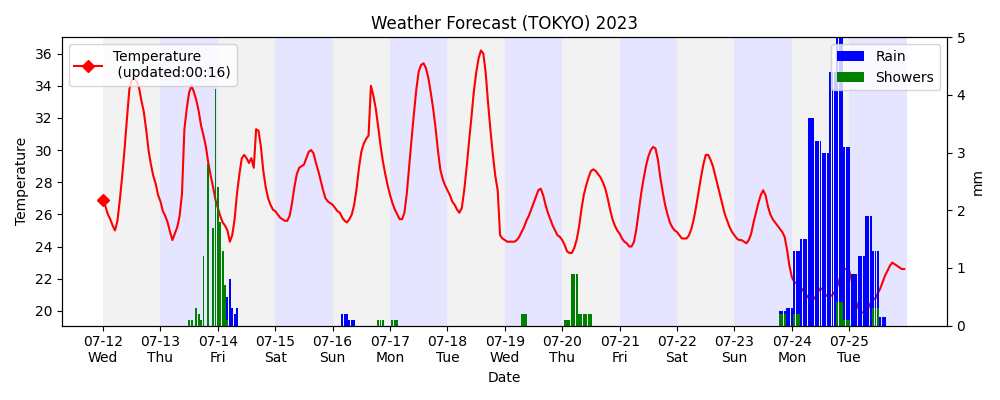 Weather Forecast (TOKYO) 2023
Temperature
(updated:00:16)
Rain
Showers
Temperature
36
34
32
30
28
26
24
22
20
5
4
3
2
1
0
mm
07-12 07-13 07-14 07-15 07-16 07-17 07-18 07-19 07-20 07-21 07-22 07-23 07-24 07-25
Wed Thu Fri Sat Sun Mon Tue Wed Thu Fri Sat Sun Mon Tue
Date